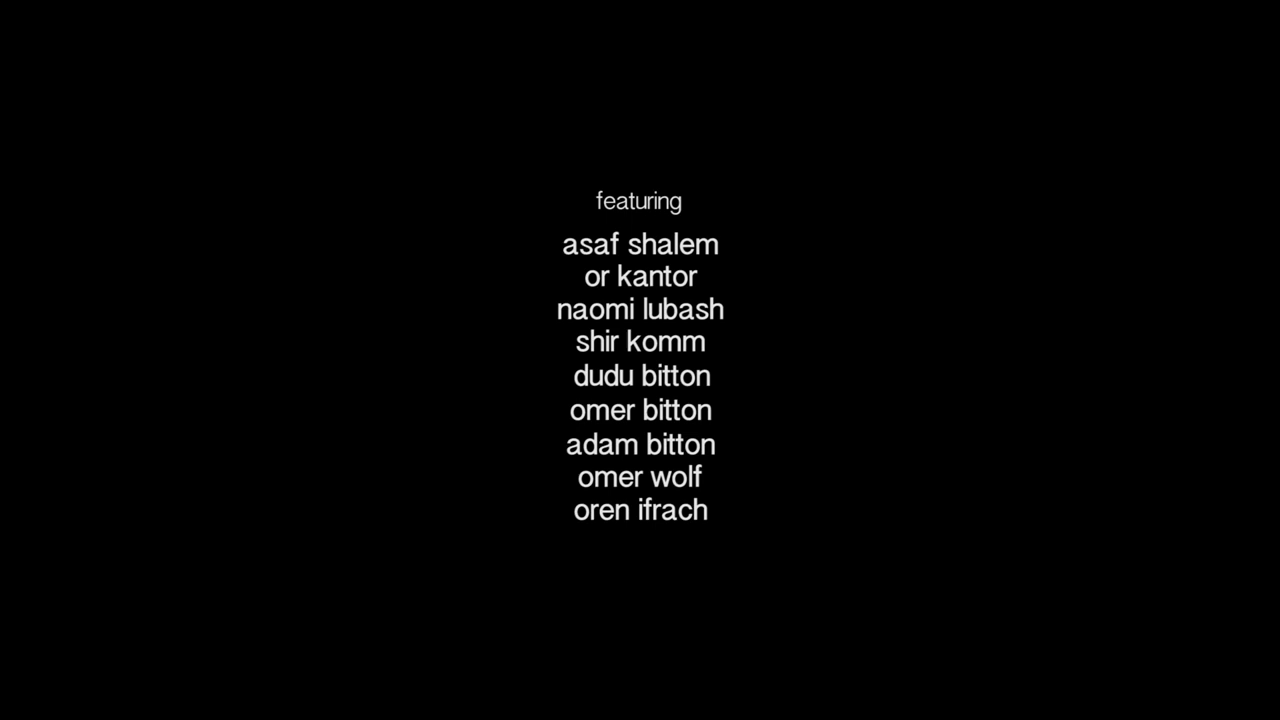 featuring
asaf shalem
or kantor
naomi lubash
shir komm
dudu bitton
omer bitton
adam bitton
omer wolf
oren ifrach